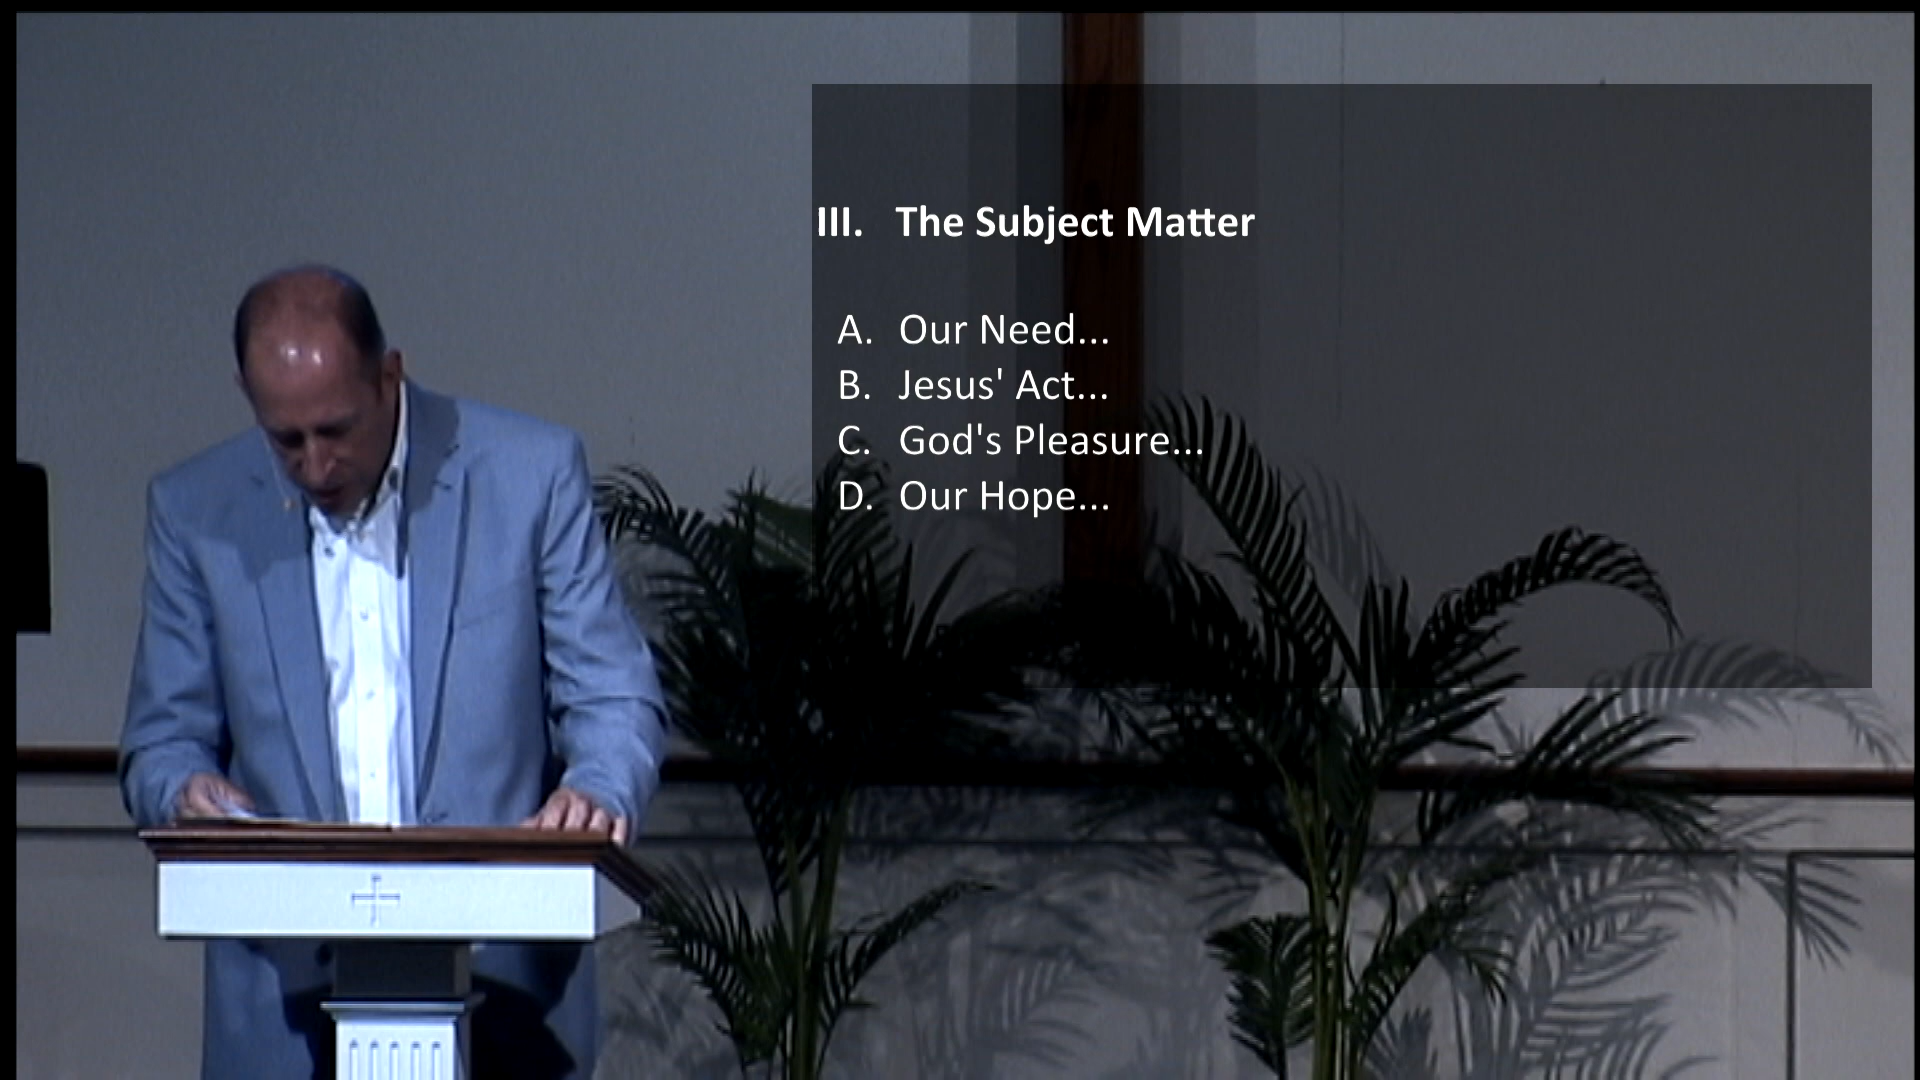 III. The Subject Matter
A. Our Need...
B. Jesus' Act...
C. God's Pleasure...
D. Our Hope...